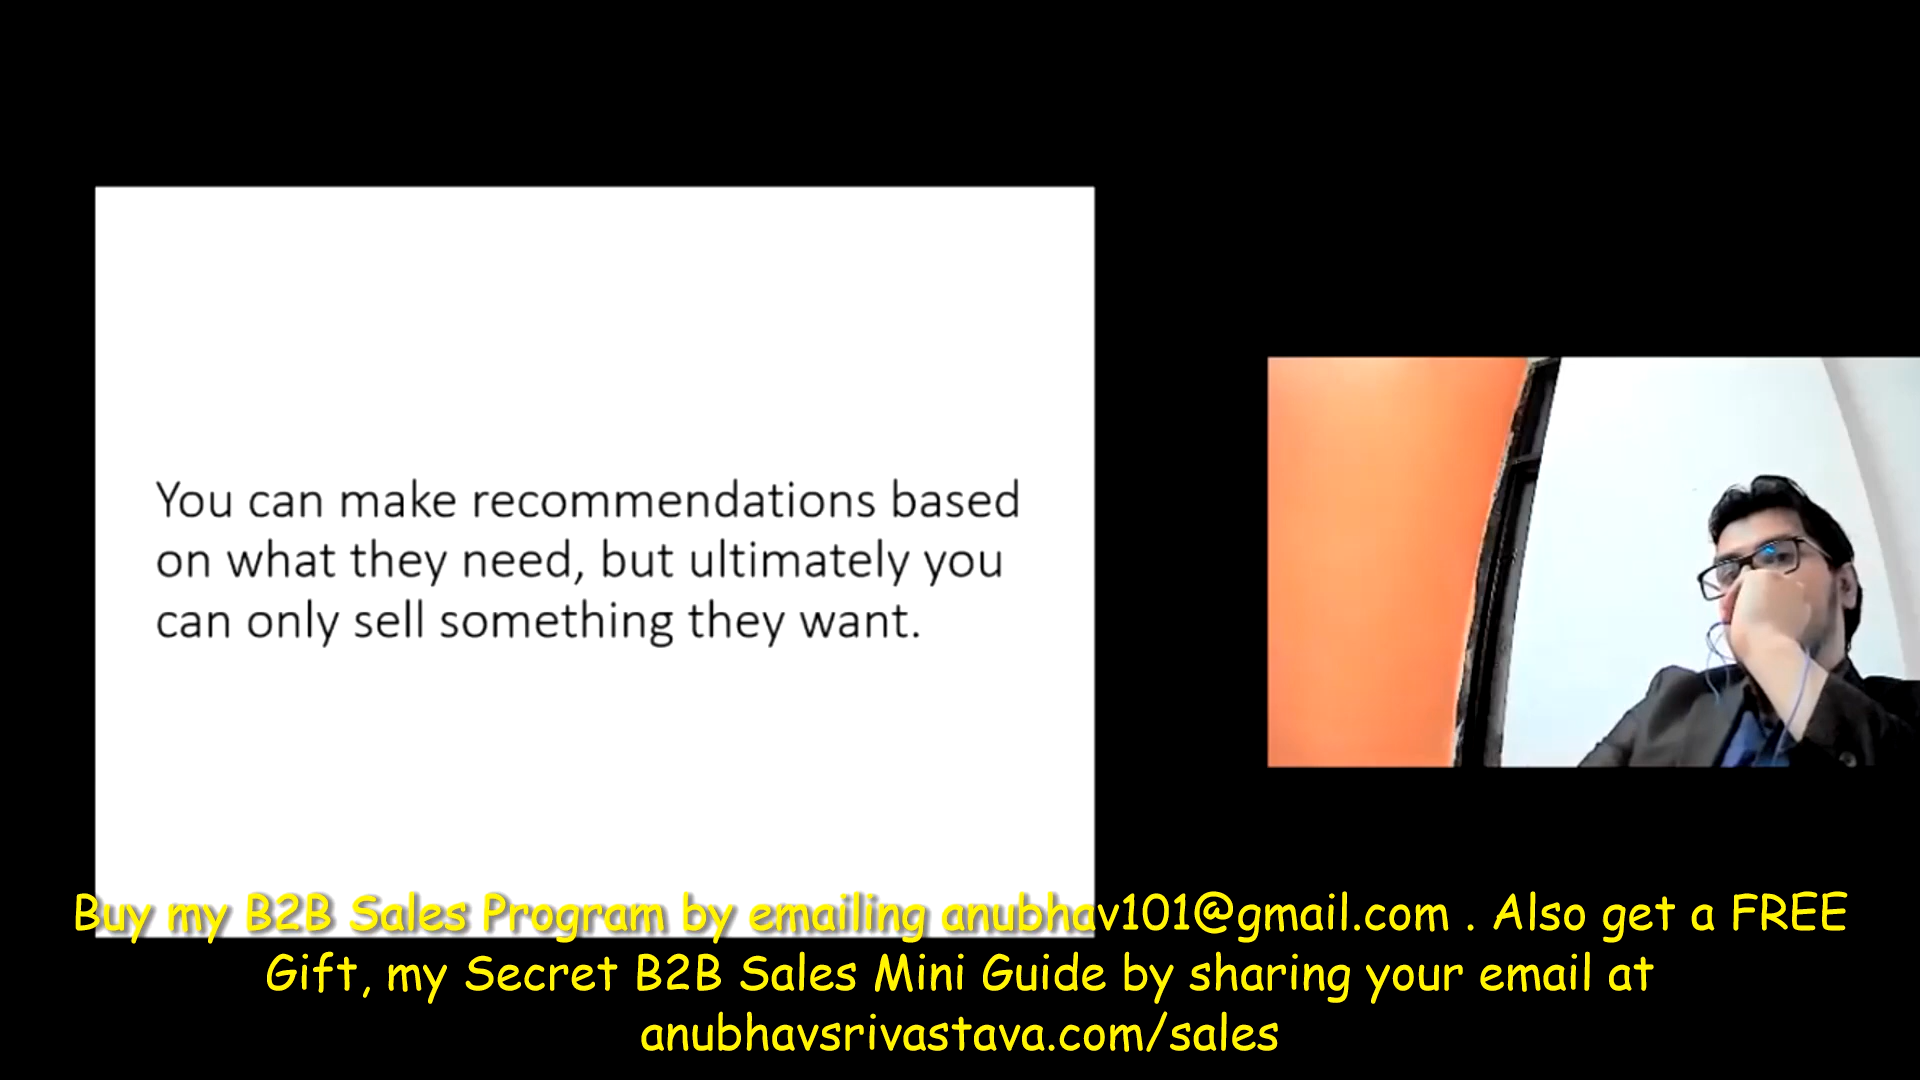 You can make recommendations based
on what they need, but ultimately you
can only sell something they want.
Buy my B2B Sales Program by emailing anubhav101@gmail.com . Also get a FREE
Gift, my Secret B2B Sales Mini Guide by sharing your email at
anubhavsrivastava.com/sales